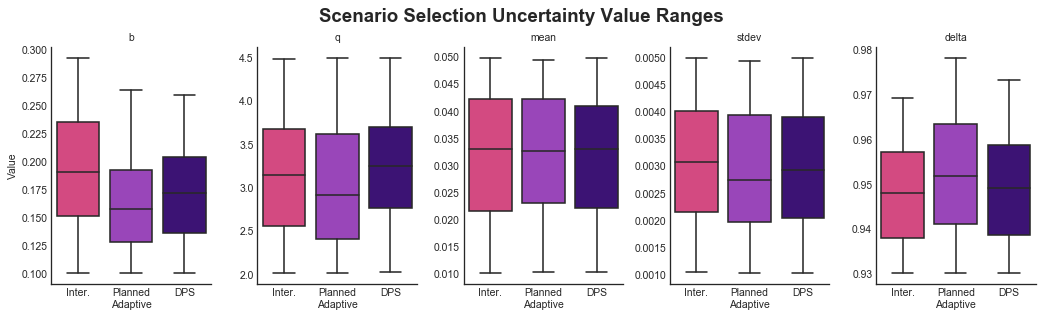 Scenario Selection Uncertainty Value Ranges
b
q
mean
stdev
delta
Value
0.300
0.275
0.250
0.225
0.200
0.175
0.150
0.125
0.100
Inter.
Planned
Adaptive
DPS
4.5
4.0
3.5
3.0
2.5
2.0
Inter.
Planned
Adaptive
DPS
0.050
0.045
0.040
0.035
0.030
0.025
0.020
0.015
0.010
Inter.
Planned
Adaptive
DPS
0.0050
0.0045
0.0040
0.0035
0.0030
0.0025
0.0020
0.0015
0.0010
Inter.
Planned
Adaptive
DPS
0.98
0.97
0.96
0.95
0.94
0.93
Inter.
Planned
Adaptive
DPS